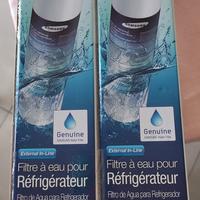 SAMSUNG
Genuine
External In-Line
Filtre à eau pour
Réfrigérateur
Filtro de Agua para Refrigerador
SAMSUNG
Genuine
External In-Line
Filtre à eau pour
Réfrigérateur
Filtro de Agua para Refrigerador